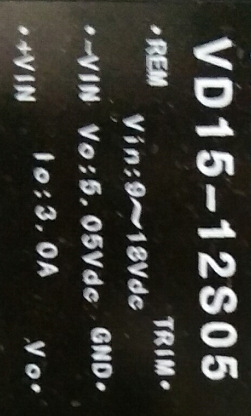 VD15-12S05
•REM TRIM•
Vin:9~18Vdc
•-VIN Vo:5.05Vdc GND•
Io:3.0A
•+VIN Vo•